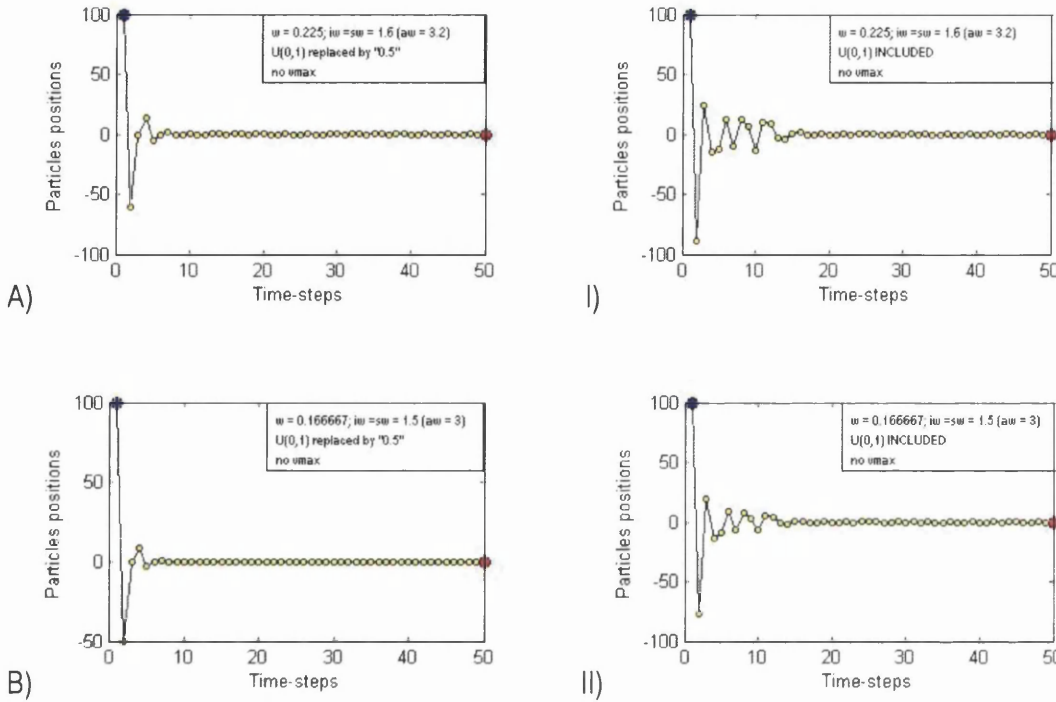 100
50
0
-50
-100
Particles positions
w = 0.225; iw =sw = 1.6 (aw = 3.2)
U(0,1) replaced by "0.5"
no vmax
0 10 20 30 40 50
Time-steps
A)
100
50
0
-50
-100
Particles positions
w = 0.225; iw =sw = 1.6 (aw = 3.2)
U(0,1) INCLUDED
no vmax
0 10 20 30 40 50
Time-steps
I)
100
50
0
-50
Particles positions
w = 0.166667; iw =sw = 1.5 (aw = 3)
U(0,1) replaced by "0.5"
no vmax
0 10 20 30 40 50
Time-steps
B)
100
50
0
-50
-100
Particles positions
w = 0.166667; iw =sw = 1.5 (aw = 3)
U(0,1) INCLUDED
no vmax
0 10 20 30 40 50
Time-steps
II)